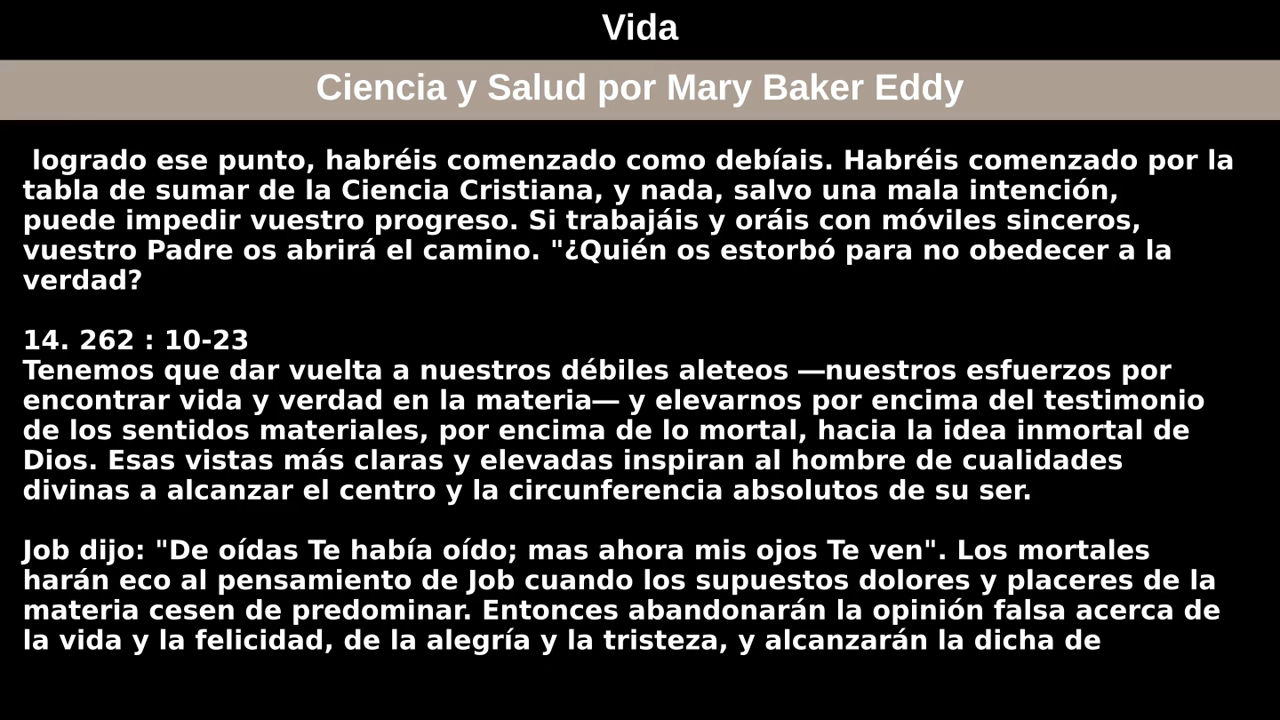 Vida
Ciencia y Salud por Mary Baker Eddy
logrado ese punto, habréis comenzado como debíais. Habréis comenzado por la
tabla de sumar de la Ciencia Cristiana, y nada, salvo una mala intención,
puede impedir vuestro progreso. Si trabajáis y oráis con móviles sinceros,
vuestro Padre os abrirá el camino. "¿Quién os estorbó para no obedecer a la
verdad?
14. 262 : 10-23
Tenemos que dar vuelta a nuestros débiles aleteos —nuestros esfuerzos por
encontrar vida y verdad en la materia— y elevarnos por encima del testimonio
de los sentidos materiales, por encima de lo mortal, hacia la idea inmortal de
Dios. Esas vistas más claras y elevadas inspiran al hombre de cualidades
divinas a alcanzar el centro y la circunferencia absolutos de su ser.
Job dijo: "De oídas Te había oído; mas ahora mis ojos Te ven". Los mortales
harán eco al pensamiento de Job cuando los supuestos dolores y placeres de la
materia cesen de predominar. Entonces abandonarán la opinión falsa acerca de
la vida y la felicidad, de la alegría y la tristeza, y alcanzarán la dicha de